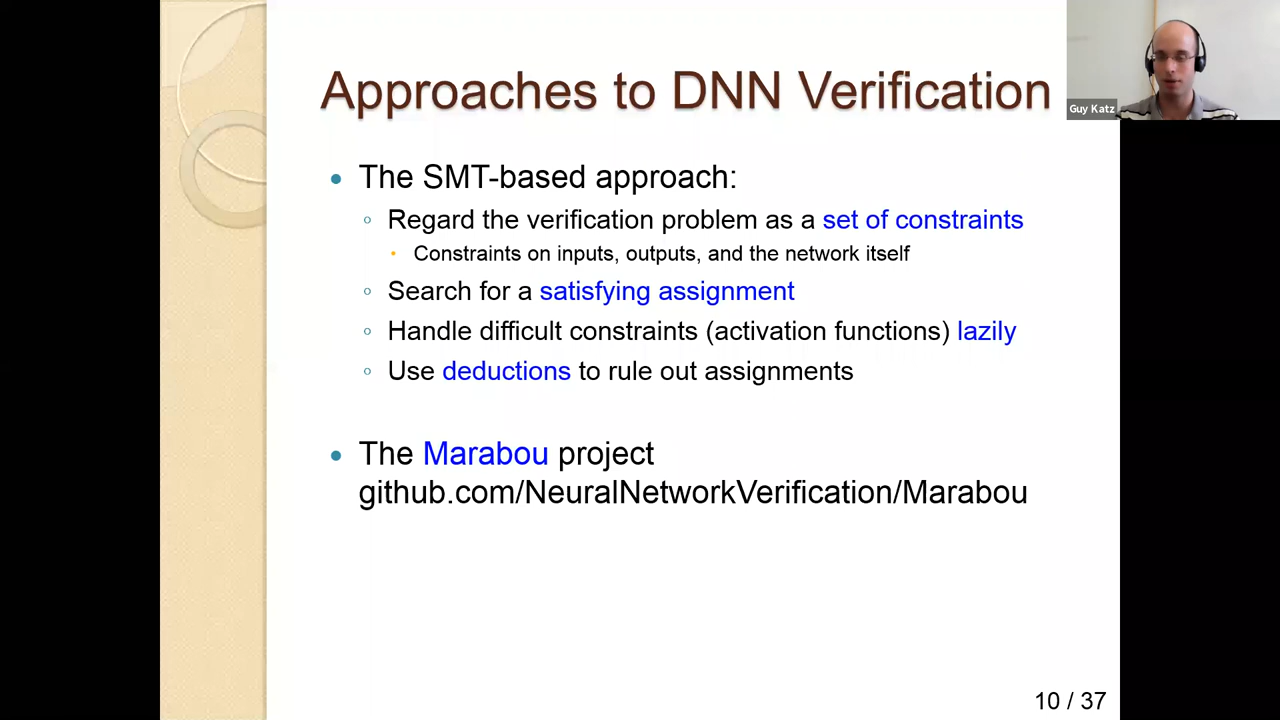 Approaches to DNN Verification
Guy Katz
The SMT-based approach:
Regard the verification problem as a set of constraints
Constraints on inputs, outputs, and the network itself
Search for a satisfying assignment
Handle difficult constraints (activation functions) lazily
Use deductions to rule out assignments
The Marabou project
github.com/NeuralNetworkVerification/Marabou
10 / 37